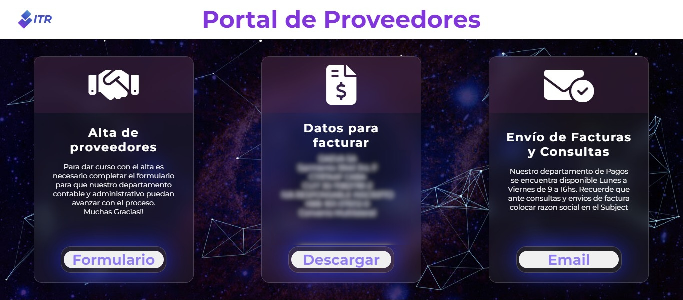 ITR
Portal de Proveedores
Alta de
proveedores
Para dar curso con el alta es
necesario completar el formulario
para que nuestro departamento
contable y administrativo puedan
avanzar con el proceso.
Muchas Gracias!!
Formulario
Datos para
facturar
Descargar
Envío de Facturas
y Consultas
Nuestro departamento de Pagos
se encuentra disponible Lunes a
Viernes de 9 a 16hs. Recuerde que
ante consultas y envíos de factura
colocar razón social en el Subject
Email